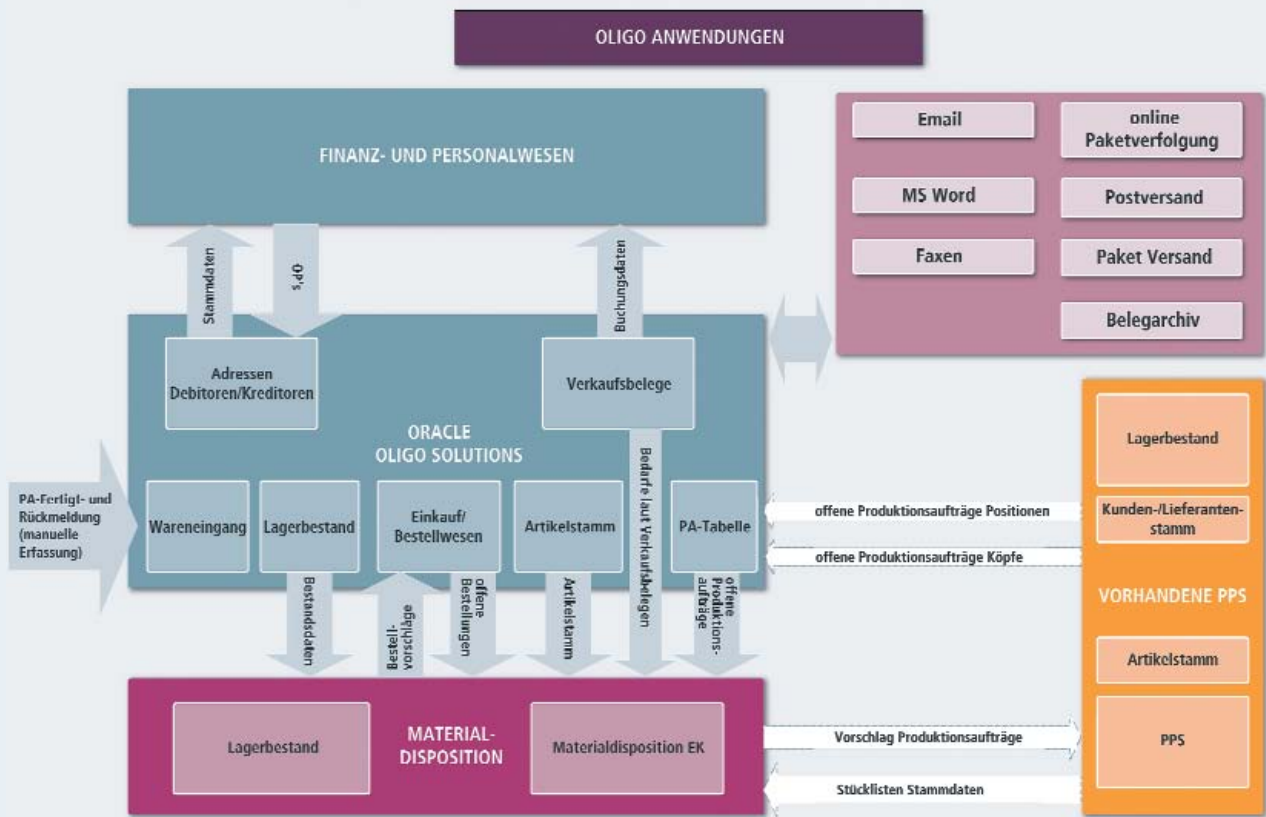 OLIGO ANWENDUNGEN
FINANZ- UND PERSONALWESEN
Email
online
Paketverfolgung
MS Word
Postversand
Faxen
Paket Versand
Belegarchiv
Stammdaten
OP,s
Buchungsdaten
Adressen
Debitoren/Kreditoren
Verkaufsbelege
ORACLE
OLIGO SOLUTIONS
PA-Fertigt- und
Rückmeldung
(manuelle
Erfassung)
Wareneingang
Lagerbestand
Einkauf/
Bestellwesen
Artikelstamm
Bedarfe laut Verkaufsbelegen
PA-Tabelle
offene Produktionsaufträge Positionen
offene Produktionsaufträge Köpfe
Lagerbestand
Kunden-/Lieferanten-
stamm
VORHANDENE PPS
Artikelstamm
PPS
Bestandsdaten
Bestell-
vorschläge
offene
Bestellungen
Artikelstamm
offene
Produktions-
aufträge
Lagerbestand
MATERIAL-
DISPOSITION
Materialdisposition EK
Vorschlag Produktionsaufträge
Stücklisten Stammdaten